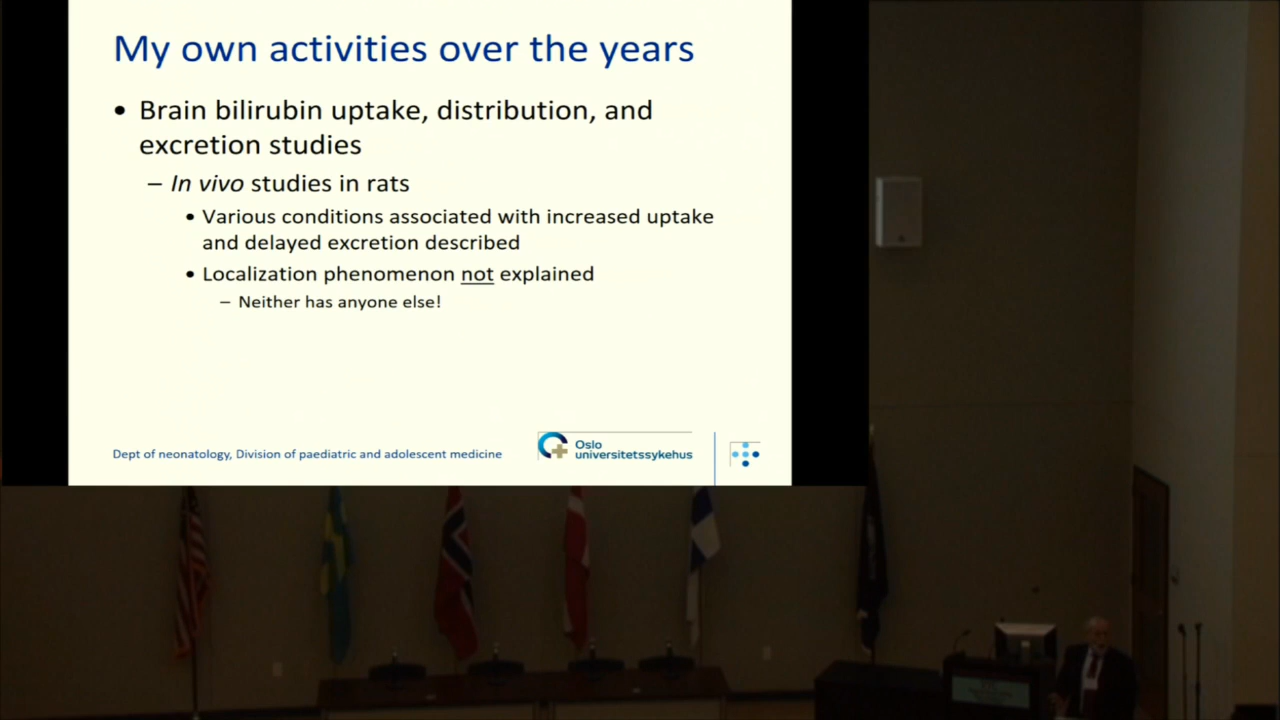 My own activities over the years
• Brain bilirubin uptake, distribution, and
excretion studies
– In vivo studies in rats
• Various conditions associated with increased uptake
and delayed excretion described
• Localization phenomenon not explained
– Neither has anyone else!
Dept of neonatology, Division of paediatric and adolescent medicine
Oslo
universitetssykehus